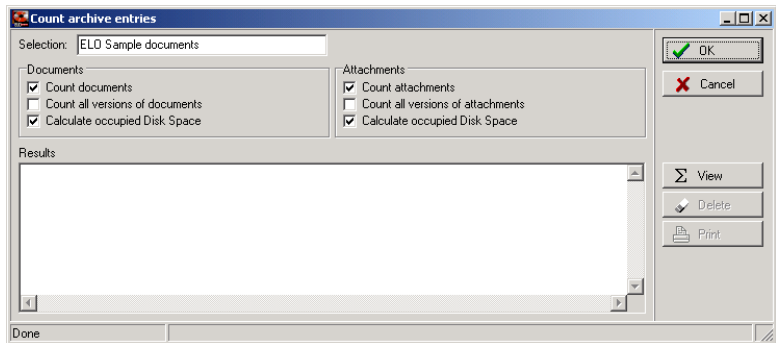 Count archive entries
Selection: ELO Sample documents
Documents
Count documents
Count all versions of documents
Calculate occupied Disk Space
Attachments
Count attachments
Count all versions of attachments
Calculate occupied Disk Space
Results
OK
Cancel
Σ View
Delete
Print
Done